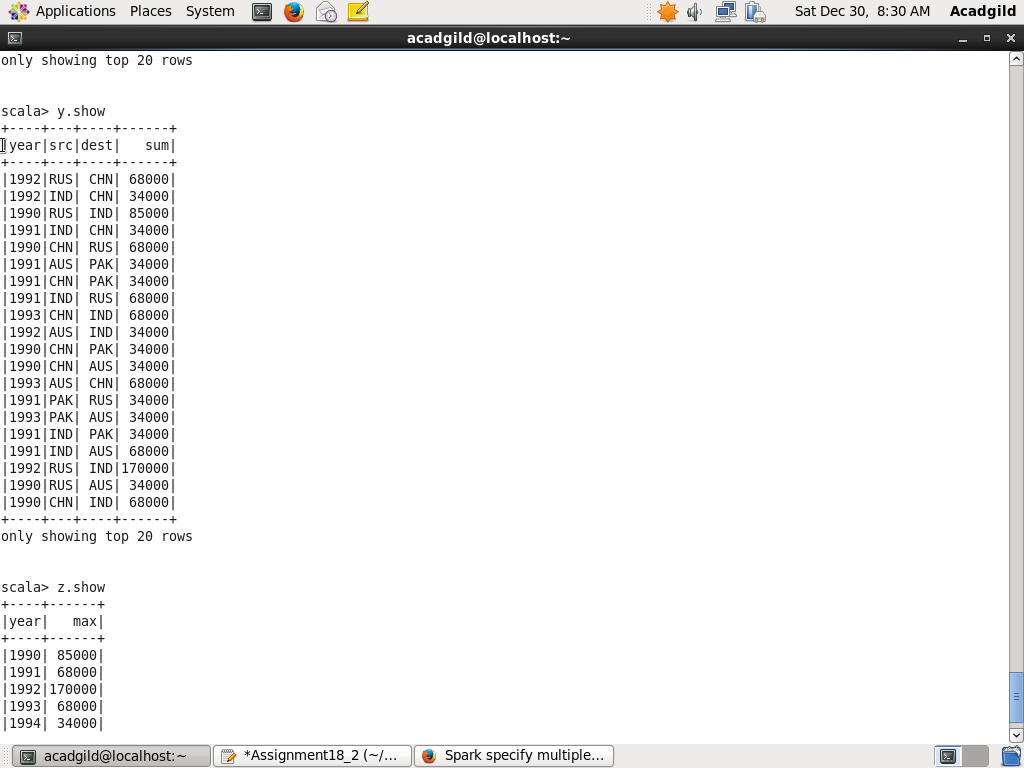 Applications Places System Sat Dec 30, 8:30 AM Acadgild
acadgild@localhost:~
only showing top 20 rows
scala> y.show
+----+---+----+------+
|year|src|dest|   sum|
+----+---+----+------+
|1992|RUS| CHN| 68000|
|1992|IND| CHN| 34000|
|1990|RUS| IND| 85000|
|1991|IND| CHN| 34000|
|1990|CHN| RUS| 68000|
|1991|AUS| PAK| 34000|
|1991|CHN| PAK| 34000|
|1991|IND| RUS| 68000|
|1993|CHN| IND| 68000|
|1992|AUS| IND| 34000|
|1990|CHN| PAK| 34000|
|1990|CHN| AUS| 34000|
|1993|AUS| CHN| 68000|
|1991|PAK| RUS| 34000|
|1993|PAK| AUS| 34000|
|1991|IND| PAK| 34000|
|1991|IND| AUS| 68000|
|1992|RUS| IND|170000|
|1990|RUS| AUS| 34000|
|1990|CHN| IND| 68000|
+----+---+----+------+
only showing top 20 rows
scala> z.show
+----+------+
|year|   max|
+----+------+
|1990| 85000|
|1991| 68000|
|1992|170000|
|1993| 68000|
|1994| 34000|
acadgild@localhost:~ *Assignment18_2 (~/... Spark specify multiple...